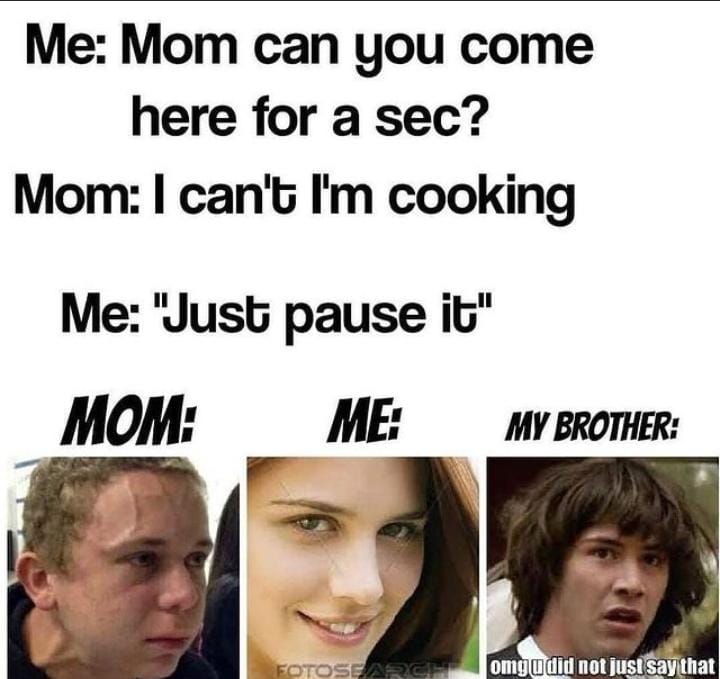 Me: Mom can you come
here for a sec?
Mom: I can't I'm cooking
Me: "Just pause it"
MOM:
ME:
MY BROTHER:
FOTOSEARCH
omg u did not just say that